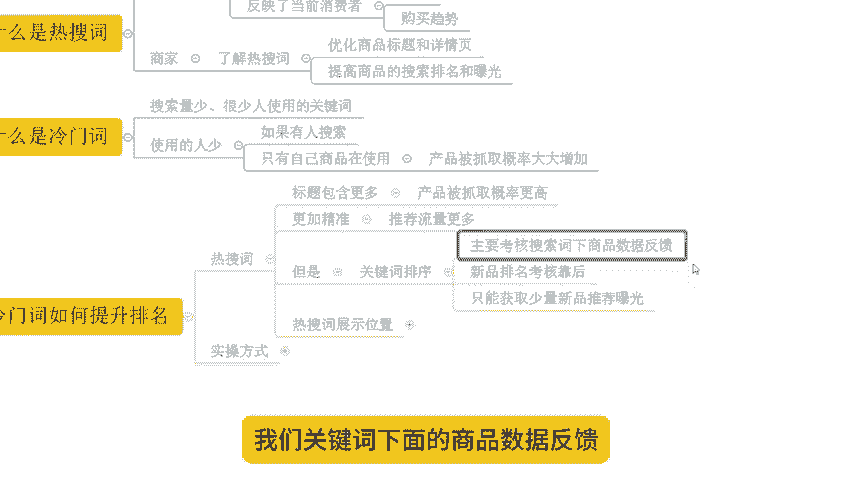 反映了当前消费者
购买趋势
什么是热搜词
商家
了解热搜词
优化商品标题和详情页
提高商品的搜索排名和曝光
什么是冷门词
搜索量少、很少人使用的关键词
使用的人少
如果有人搜索
只有自己商品在使用
产品被抓取概率大大增加
标题包含更多
产品被抓取概率更高
更加精准
推荐流量更多
热搜词
主要考核搜索词下商品数据反馈
但是
关键词排序
新品排名考核靠后
只能获取少量新品推荐曝光
冷门词如何提升排名
热搜词展示位置
实操方式
我们关键词下面的商品数据反馈